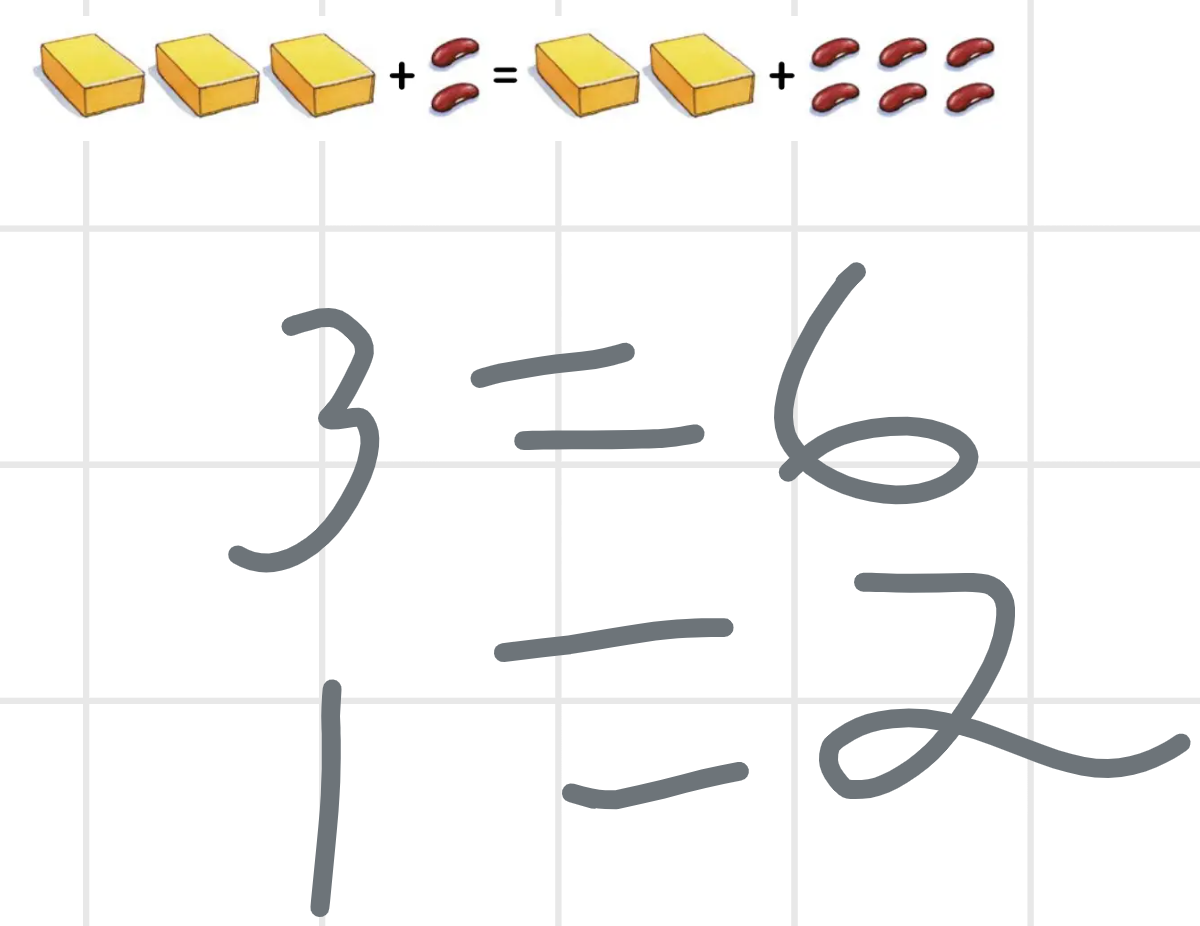 + = +
3 = 6
1 = 2